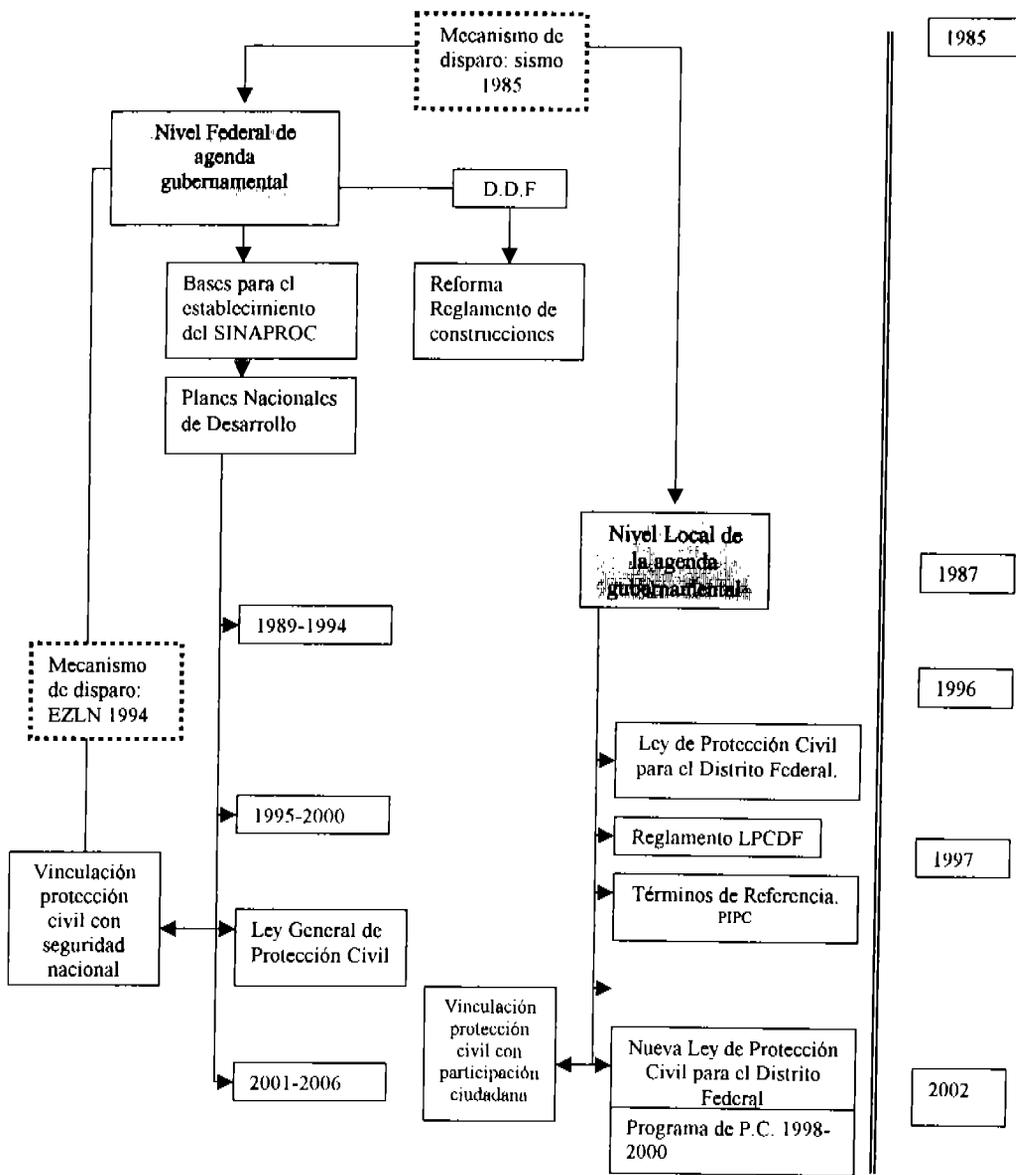 Mecanismo de
disparo: sismo
1985
Nivel Federal de
agenda
gubernamental
D.D.F
Bases para el
establecimiento
del SINAPROC
Reforma
Reglamento de
construcciones
Planes Nacionales
de Desarrollo
Nivel Local de
la agenda
gubernamental
1989-1994
Mecanismo
de disparo:
EZLN 1994
Ley de Protección Civil
para el Distrito Federal.
1995-2000
Reglamento LPCDF
Términos de Referencia.
PIPC
Vinculación
protección
civil con
seguridad
nacional
Ley General de
Protección Civil
Vinculación
protección
civil con
participación
ciudadana
Nueva Ley de Protección
Civil para el Distrito
Federal
2001-2006
Programa de P.C. 1998-
2000
1985
1987
1996
1997
2002